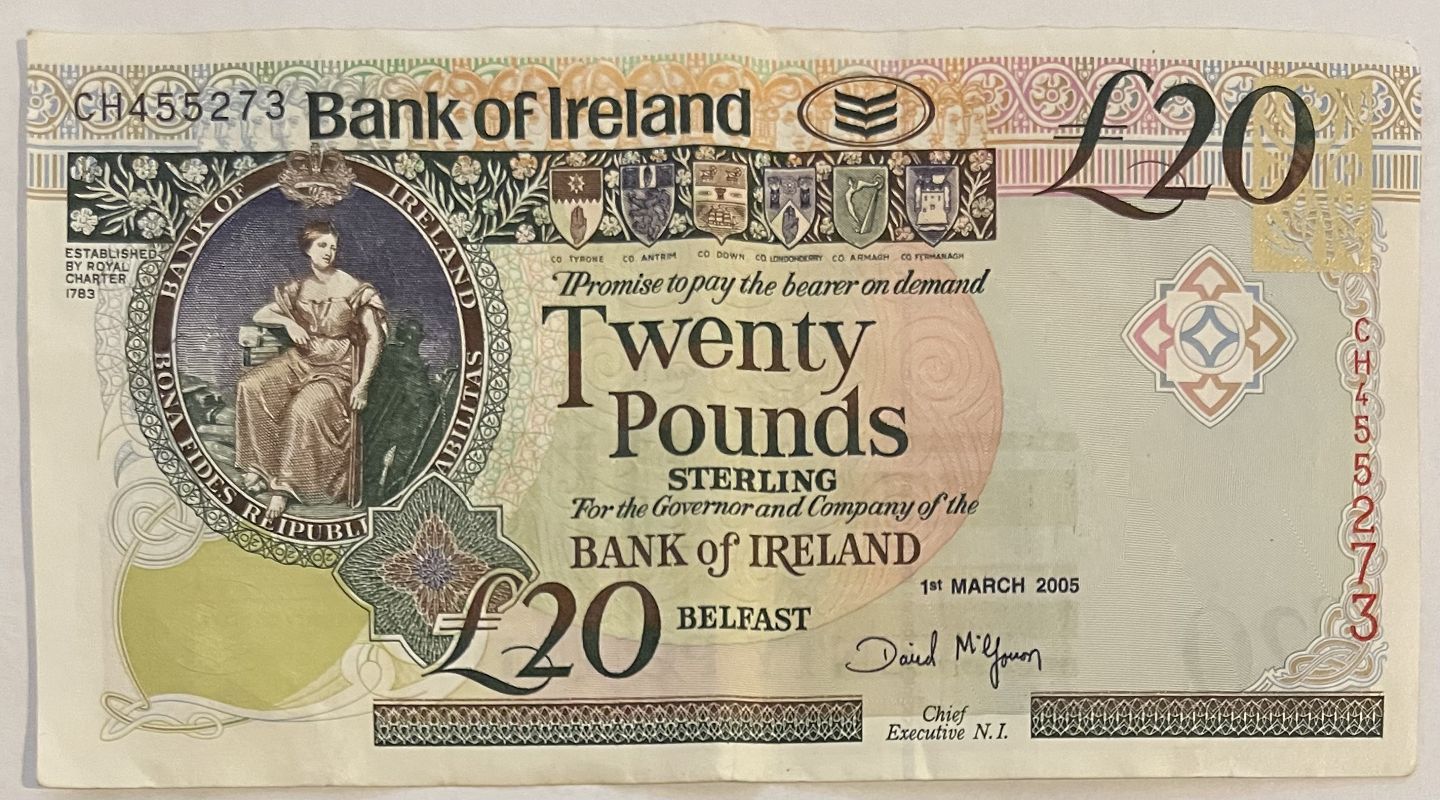 CH455273 Bank of Ireland £20
BANK OF IRELAND
BONA FIDES REIPUBLI ABILITAS
ESTABLISHED
BY ROYAL
CHARTER
1783
CO TYRONE CO. ANTRIM CO DOWN CO. LONDONDERRY CO. ARMAGH CO FERMANAGH
I Promise to pay the bearer on demand
Twenty
Pounds
STERLING
For the Governor and Company of the
BANK of IRELAND
1st MARCH 2005
£20 BELFAST
David McGowan
Chief
Executive N. I.
CH455273